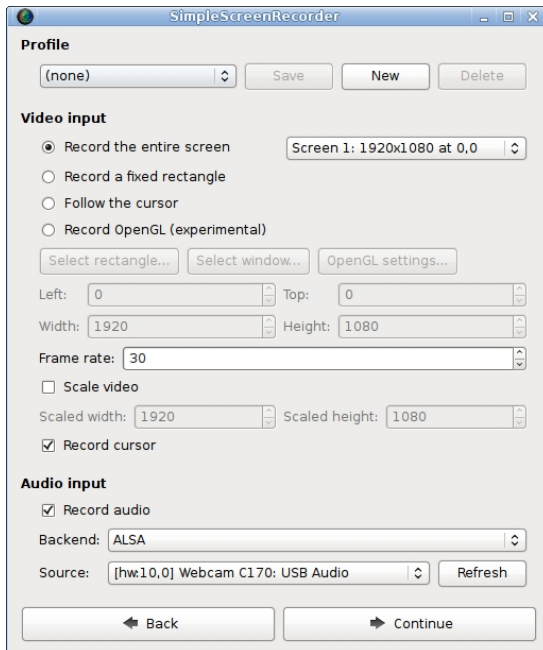 SimpleScreenRecorder
Profile
(none) Save New Delete
Video input
Record the entire screen Screen 1: 1920x1080 at 0,0
Record a fixed rectangle
Follow the cursor
Record OpenGL (experimental)
Select rectangle... Select window... OpenGL settings...
Left: 0 Top: 0
Width: 1920 Height: 1080
Frame rate: 30
Scale video
Scaled width: 1920 Scaled height: 1080
Record cursor
Audio input
Record audio
Backend: ALSA
Source: [hw:10,0] Webcam C170: USB Audio Refresh
Back Continue